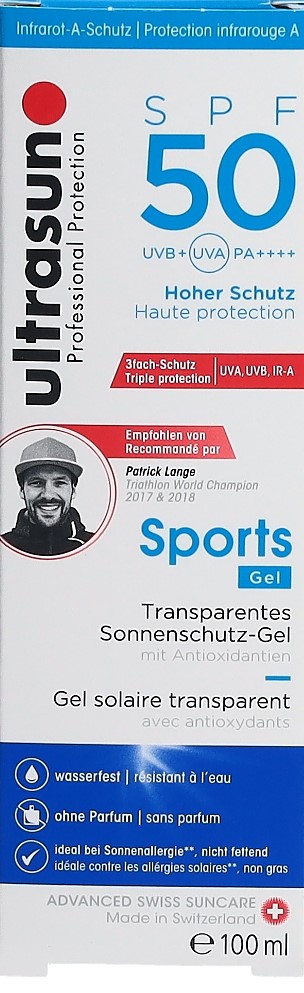 Infrarot-A-Schutz | Protection infrarouge A
ultrasun
Professional Protection
SPF
50
UVB+UVA PA++++
Hoher Schutz
Haute protection
3fach-Schutz
Triple protection | UVA, UVB, IR-A
Empfohlen von
Recommandé par
Patrick Lange
Triathlon World Champion
2017 & 2018
Sports
Gel
Transparentes
Sonnenschutz-Gel
mit Antioxidantien
Gel solaire transparent
avec antioxydants
wasserfest | résistant à l'eau
ohne Parfum | sans parfum
ideal bei Sonnenallergie**, nicht fettend
idéale contre les allérgies solaires**, non gras
ADVANCED SWISS SUNCARE
Made in Switzerland
e 100 ml